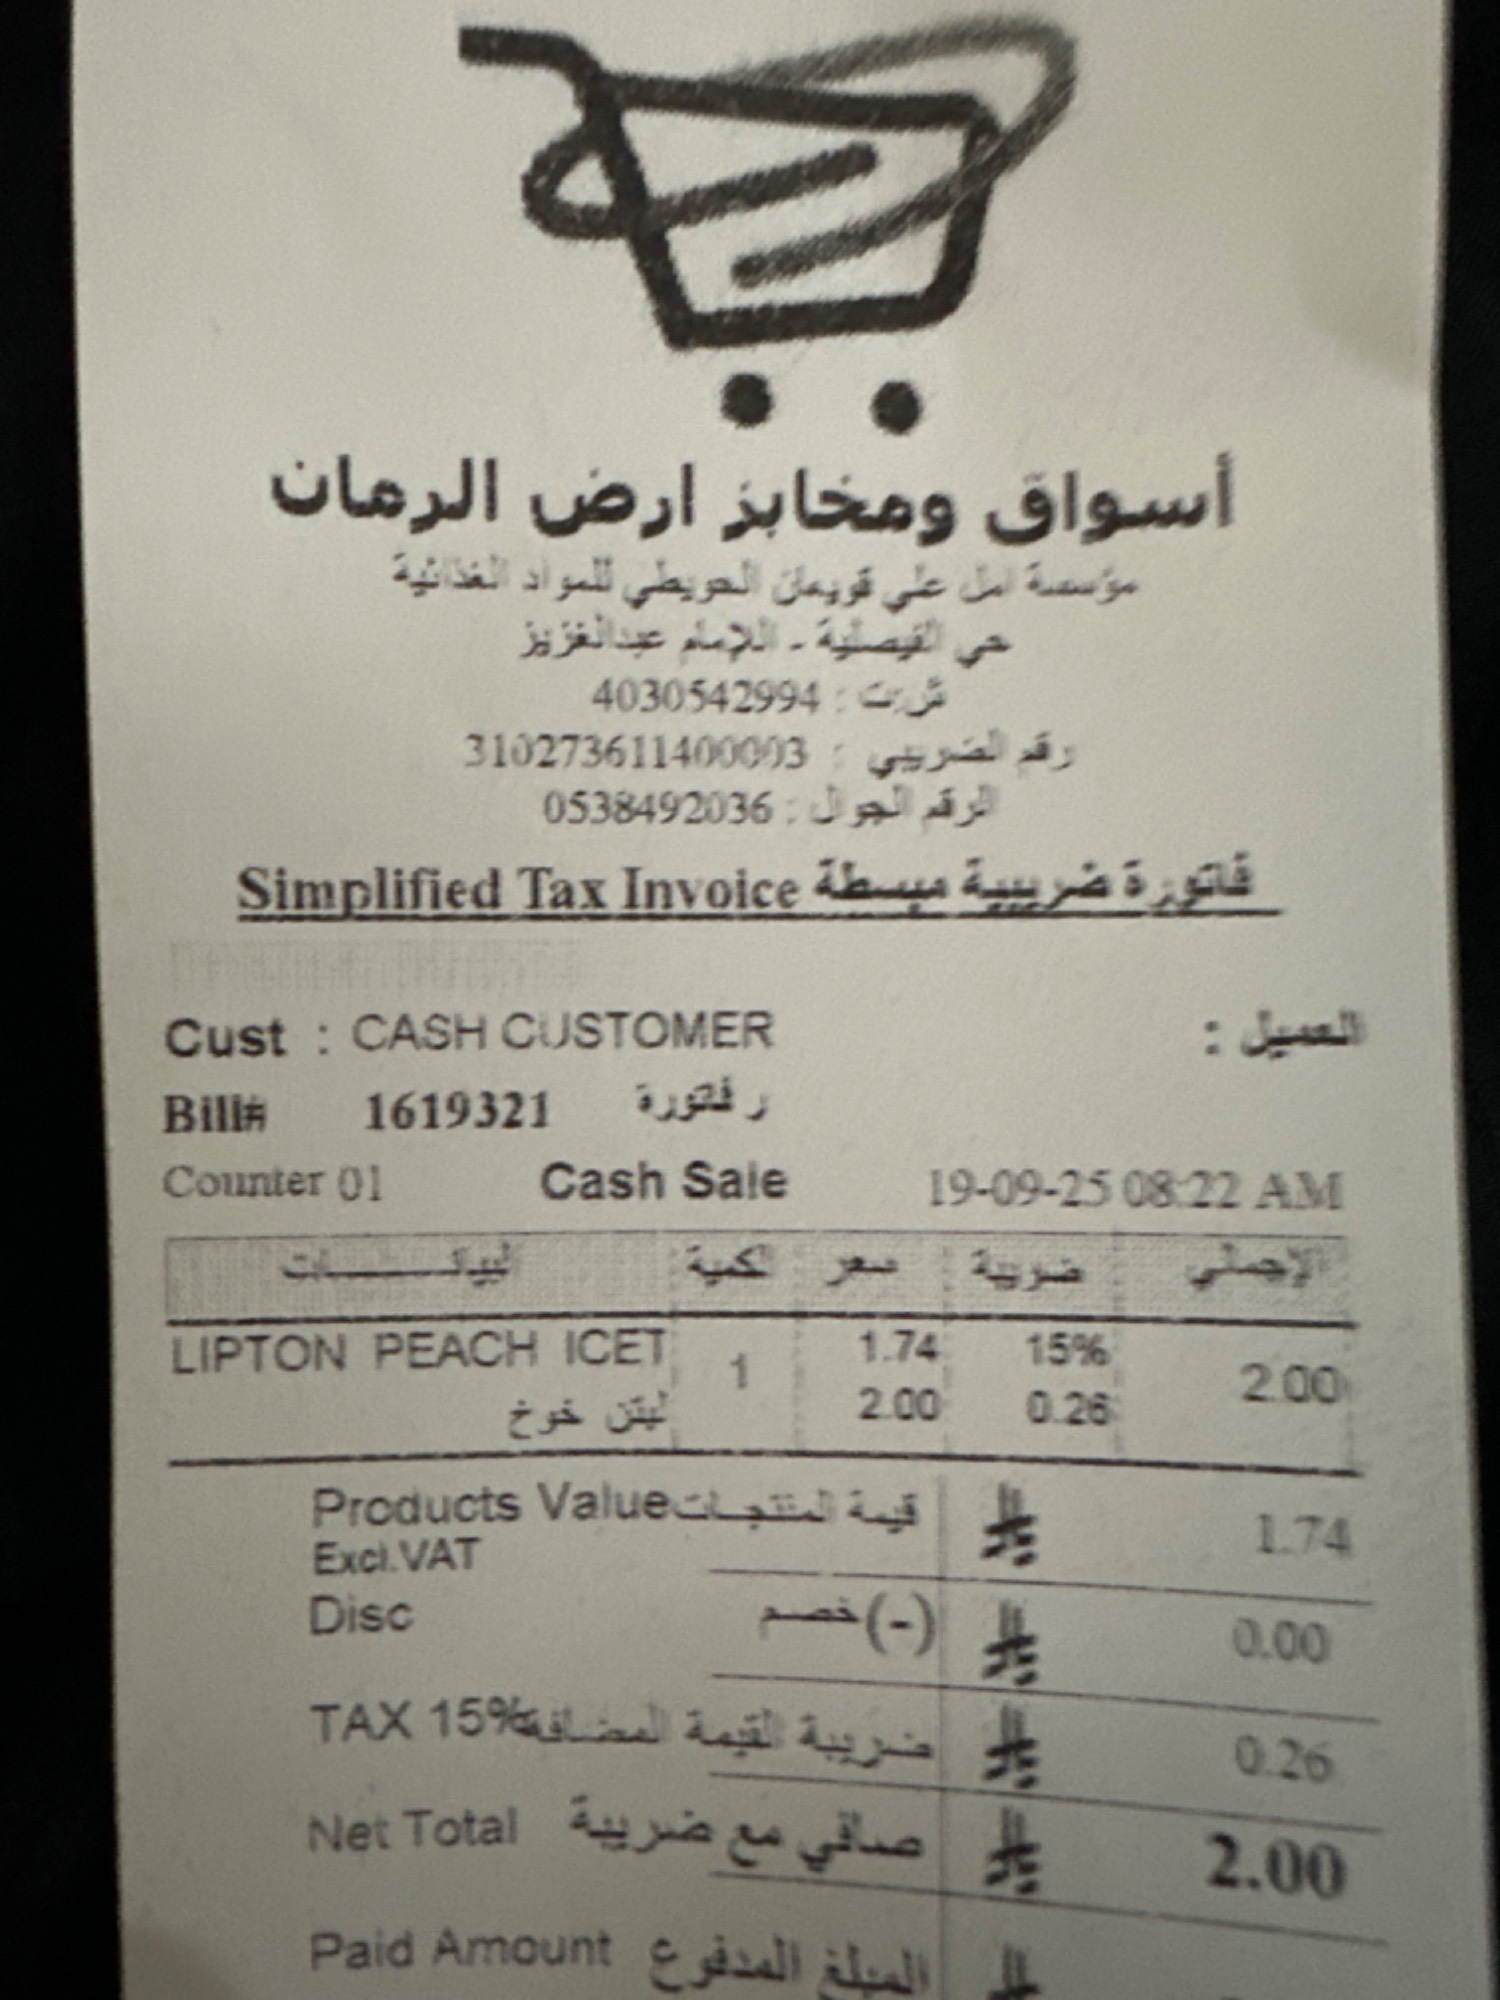 أسواق ومخابز ارض الرمان
مؤسسة امل علي قويعان الحويطي للمواد الغذائية
حي الفيصلية - الإمام عبدالعزيز
س.ت : 4030542994
رقم الضريبي : 310273611400003
الرقم الجوال : 0538492036
Simplified Tax Invoice فاتورة ضريبية مبسطة
Cust : CASH CUSTOMER العميل :
Bill# 1619321 ر فاتورة
Counter 01 Cash Sale 19-09-25 08:22 AM
لبيانـــــات لكمية سعر ضريبة الإجمالي
LIPTON PEACH ICET 1 1.74 15% 2.00
ليتن خوخ 2.00 0.26
Products Value قيمة المنتجات 1.74
Excl.VAT
Disc خصم (-) 0.00
TAX 15% ضريبة القيمة المضافة 0.26
Net Total صافي مع ضريبة 2.00
Paid Amount المبلغ المدفوع